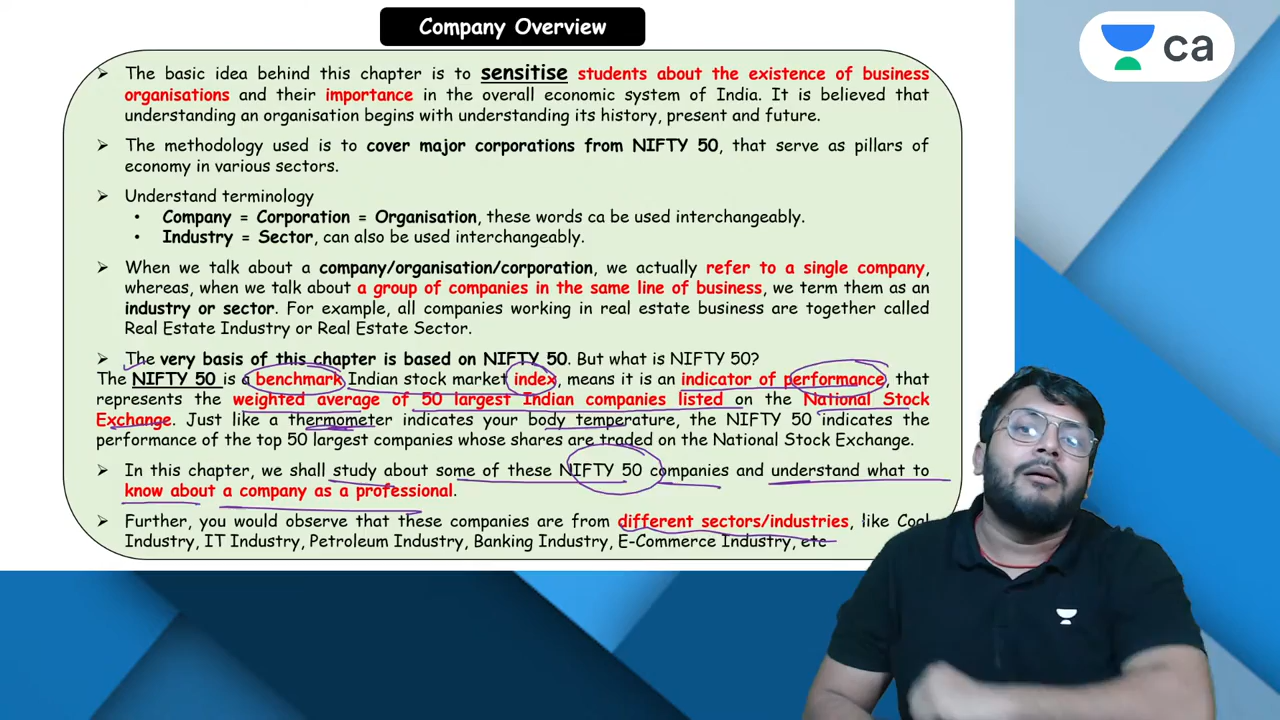 Company Overview
ca
The basic idea behind this chapter is to sensitise students about the existence of business
organisations and their importance in the overall economic system of India. It is believed that
understanding an organisation begins with understanding its history, present and future.
The methodology used is to cover major corporations from NIFTY 50, that serve as pillars of
economy in various sectors.
Understand terminology
• Company = Corporation = Organisation, these words ca be used interchangeably.
• Industry = Sector, can also be used interchangeably.
When we talk about a company/organisation/corporation, we actually refer to a single company,
whereas, when we talk about a group of companies in the same line of business, we term them as an
industry or sector. For example, all companies working in real estate business are together called
Real Estate Industry or Real Estate Sector.
The very basis of this chapter is based on NIFTY 50. But what is NIFTY 50?
The NIFTY 50 is a benchmark Indian stock market index, means it is an indicator of performance, that
represents the weighted average of 50 largest Indian companies listed on the National Stock
Exchange. Just like a thermometer indicates your body temperature, the NIFTY 50 indicates the
performance of the top 50 largest companies whose shares are traded on the National Stock Exchange.
In this chapter, we shall study about some of these NIFTY 50 companies and understand what to
know about a company as a professional.
Further, you would observe that these companies are from different sectors/industries, like Coal
Industry, IT Industry, Petroleum Industry, Banking Industry, E-Commerce Industry, etc